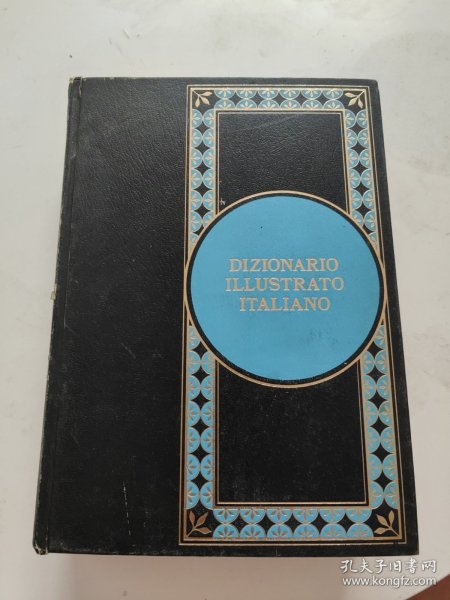 DIZIONARIO
ILLUSTRATO
ITALIANO
孔夫子旧书网
www.kongfz.com